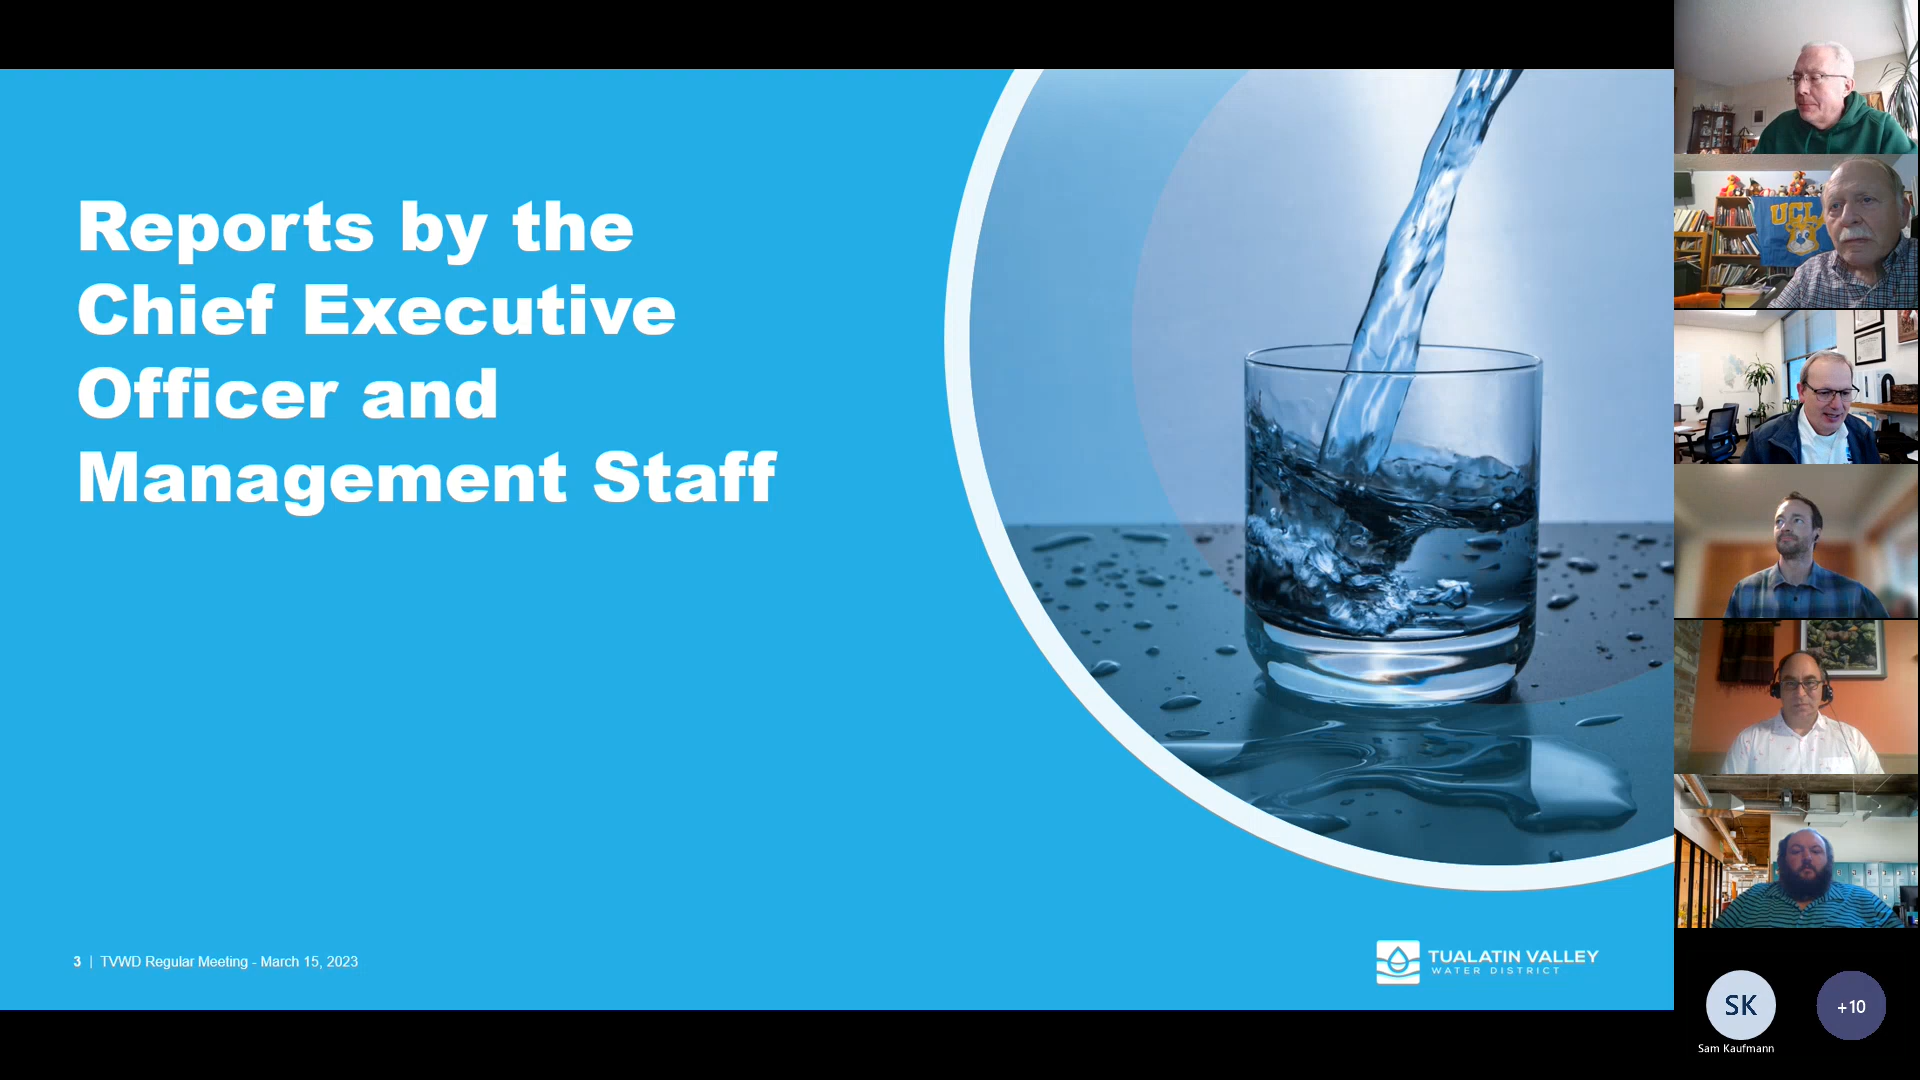 Reports by the
Chief Executive
Officer and
Management Staff
3 | TVWD Regular Meeting - March 15, 2023
TUALATIN VALLEY
WATER DISTRICT
UCL
SK
+10
Sam Kaufmann